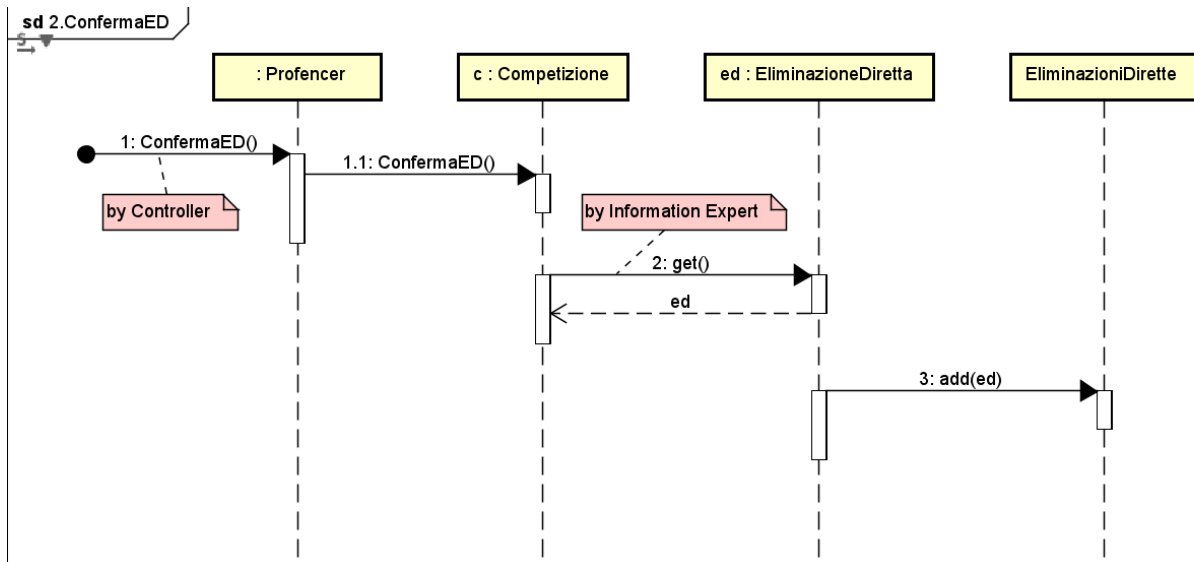 sd 2.ConfermaED
: Profencer
c : Competizione
ed : EliminazioneDiretta
EliminazioniDirette
1: ConfermaED()
1.1: ConfermaED()
by Controller
by Information Expert
2: get()
ed
3: add(ed)